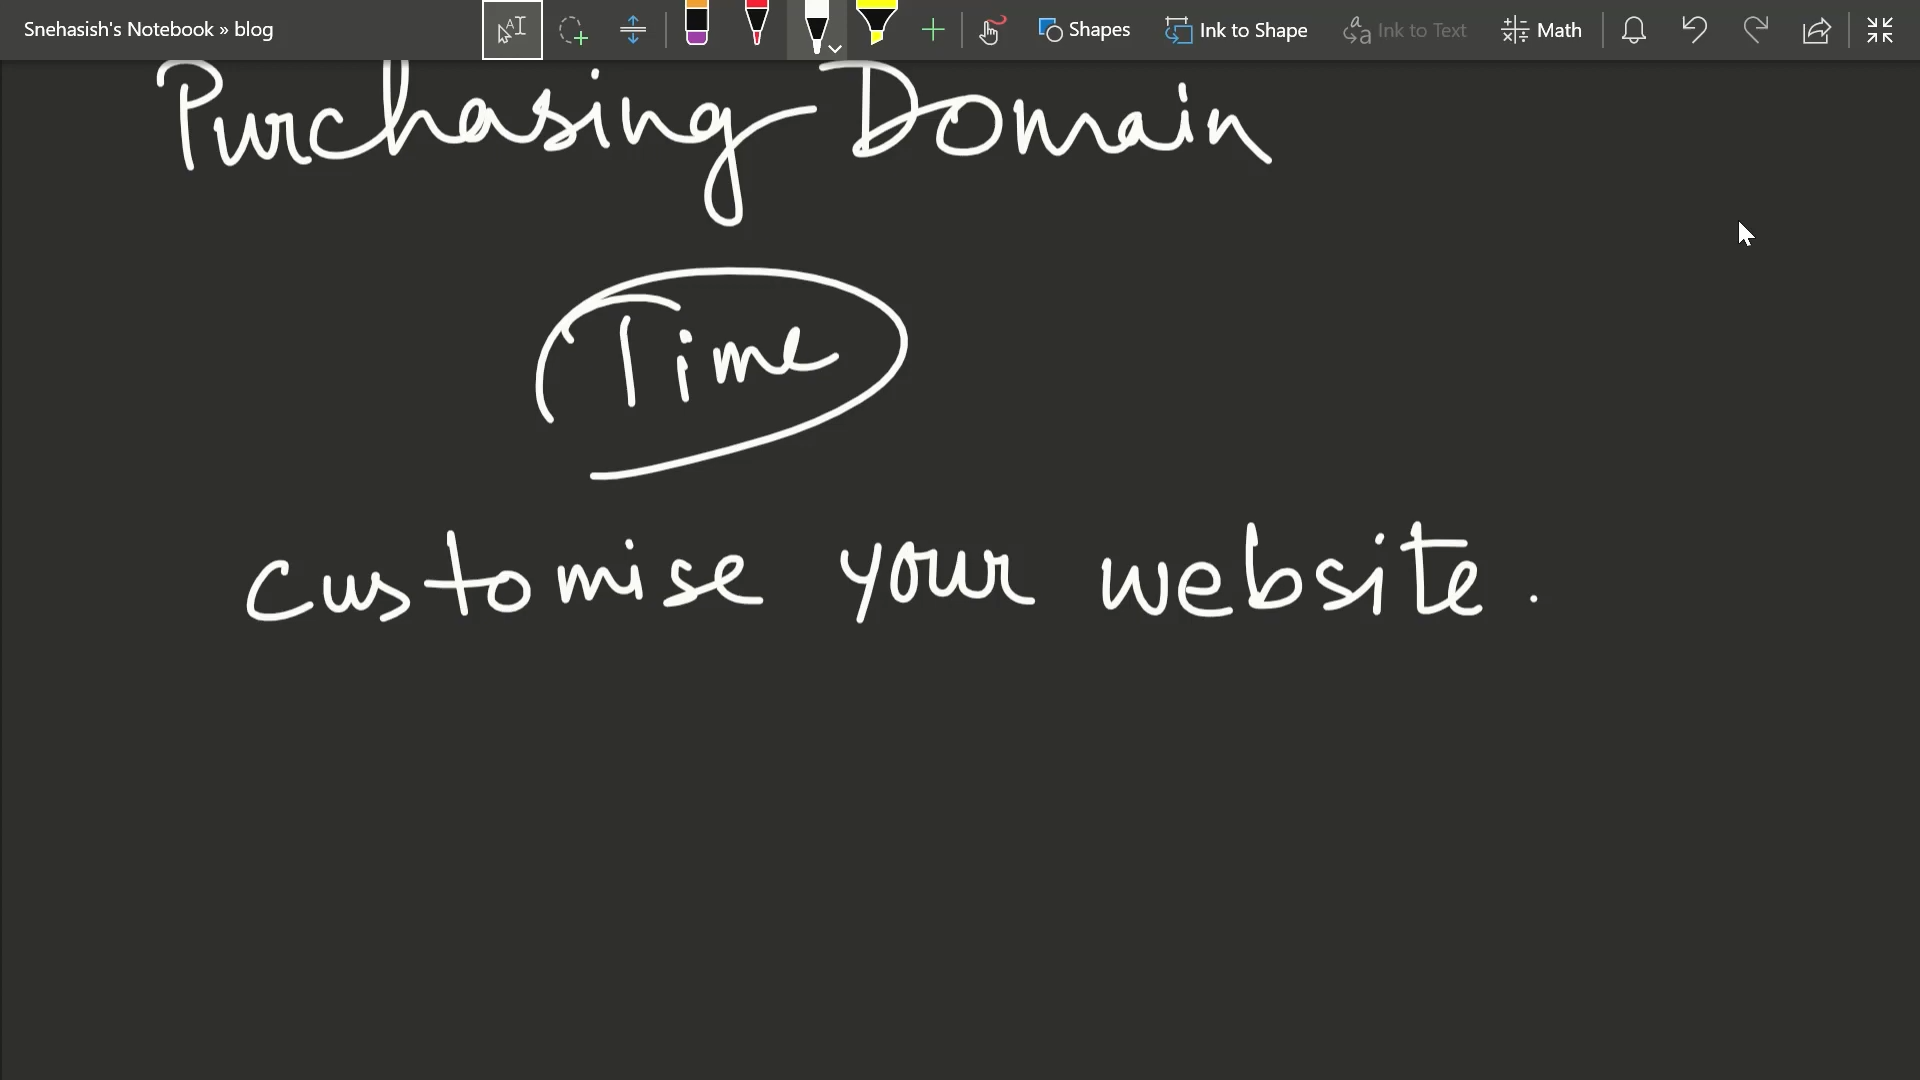 Snehasish's Notebook » blog Shapes Ink to Shape Ink to Text Math
Purchasing Domain
Time
customise your website.